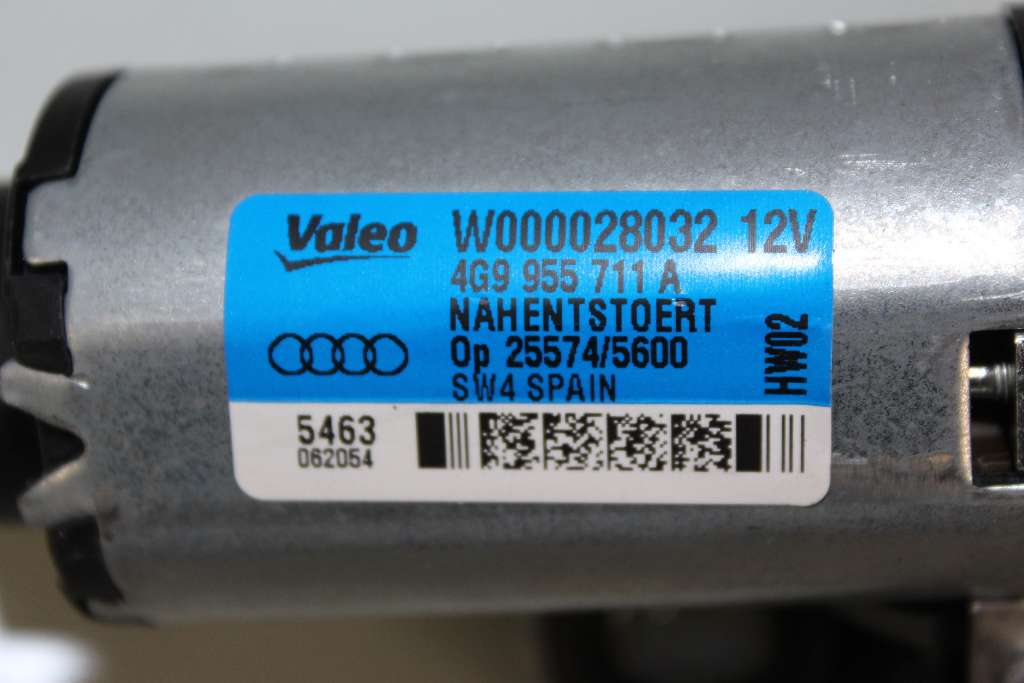 Valeo W000028032 12V
4G9 955 711 A
NAHENTSTOERT
Op 25574/5600
SW4 SPAIN
HW02
5463
062054